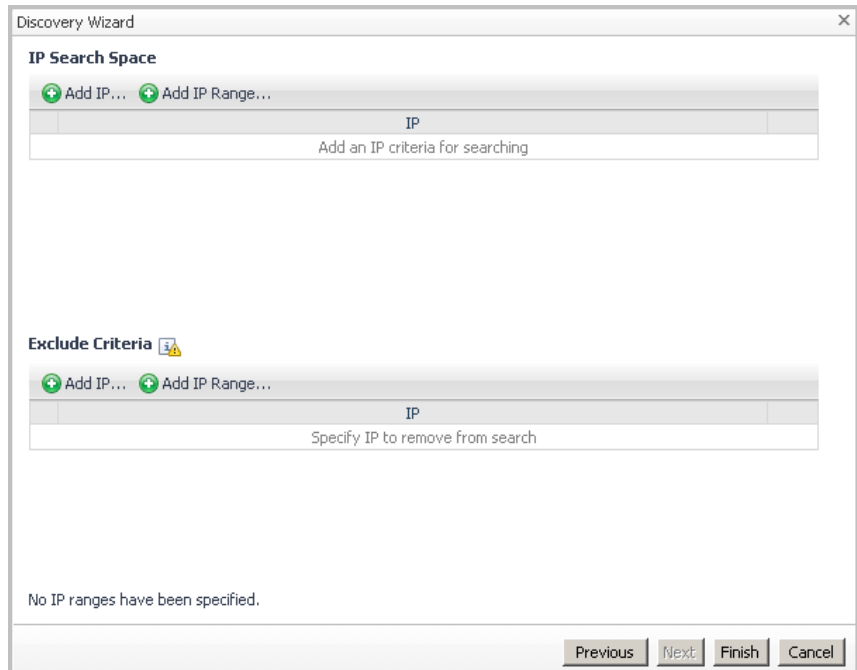 Discovery Wizard
IP Search Space
Add IP... Add IP Range...
IP
Add an IP criteria for searching
Exclude Criteria
Add IP... Add IP Range...
IP
Specify IP to remove from search
No IP ranges have been specified.
Previous Next Finish Cancel